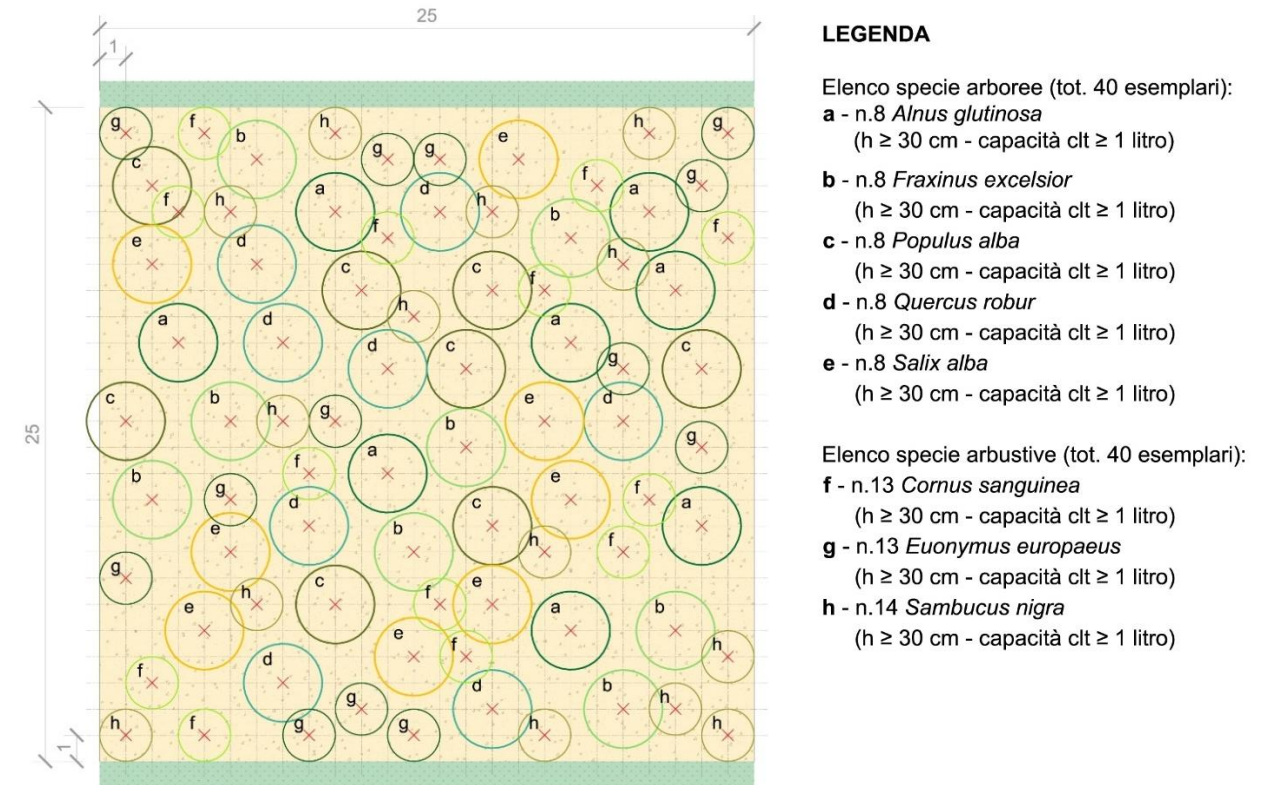 25
1
g
f
h
h
g
b
e
g
g
c
f
g
a
d
a
f
h
h
b
f
f
e
d
h
c
c
a
f
h
a
d
a
d
c
g
c
c
b
h
g
e
d
25
b
g
f
a
b
g
e
f
d
c
a
e
b
h
f
g
h
c
f
e
e
a
b
e
f
h
f
d
g
d
b
h
h
f
g
g
h
h
1
LEGENDA
Elenco specie arboree (tot. 40 esemplari):
a - n.8 Alnus glutinosa
(h ≥ 30 cm - capacità clt ≥ 1 litro)
b - n.8 Fraxinus excelsior
(h ≥ 30 cm - capacità clt ≥ 1 litro)
c - n.8 Populus alba
(h ≥ 30 cm - capacità clt ≥ 1 litro)
d - n.8 Quercus robur
(h ≥ 30 cm - capacità clt ≥ 1 litro)
e - n.8 Salix alba
(h ≥ 30 cm - capacità clt ≥ 1 litro)
Elenco specie arbustive (tot. 40 esemplari):
f - n.13 Cornus sanguinea
(h ≥ 30 cm - capacità clt ≥ 1 litro)
g - n.13 Euonymus europaeus
(h ≥ 30 cm - capacità clt ≥ 1 litro)
h - n.14 Sambucus nigra
(h ≥ 30 cm - capacità clt ≥ 1 litro)